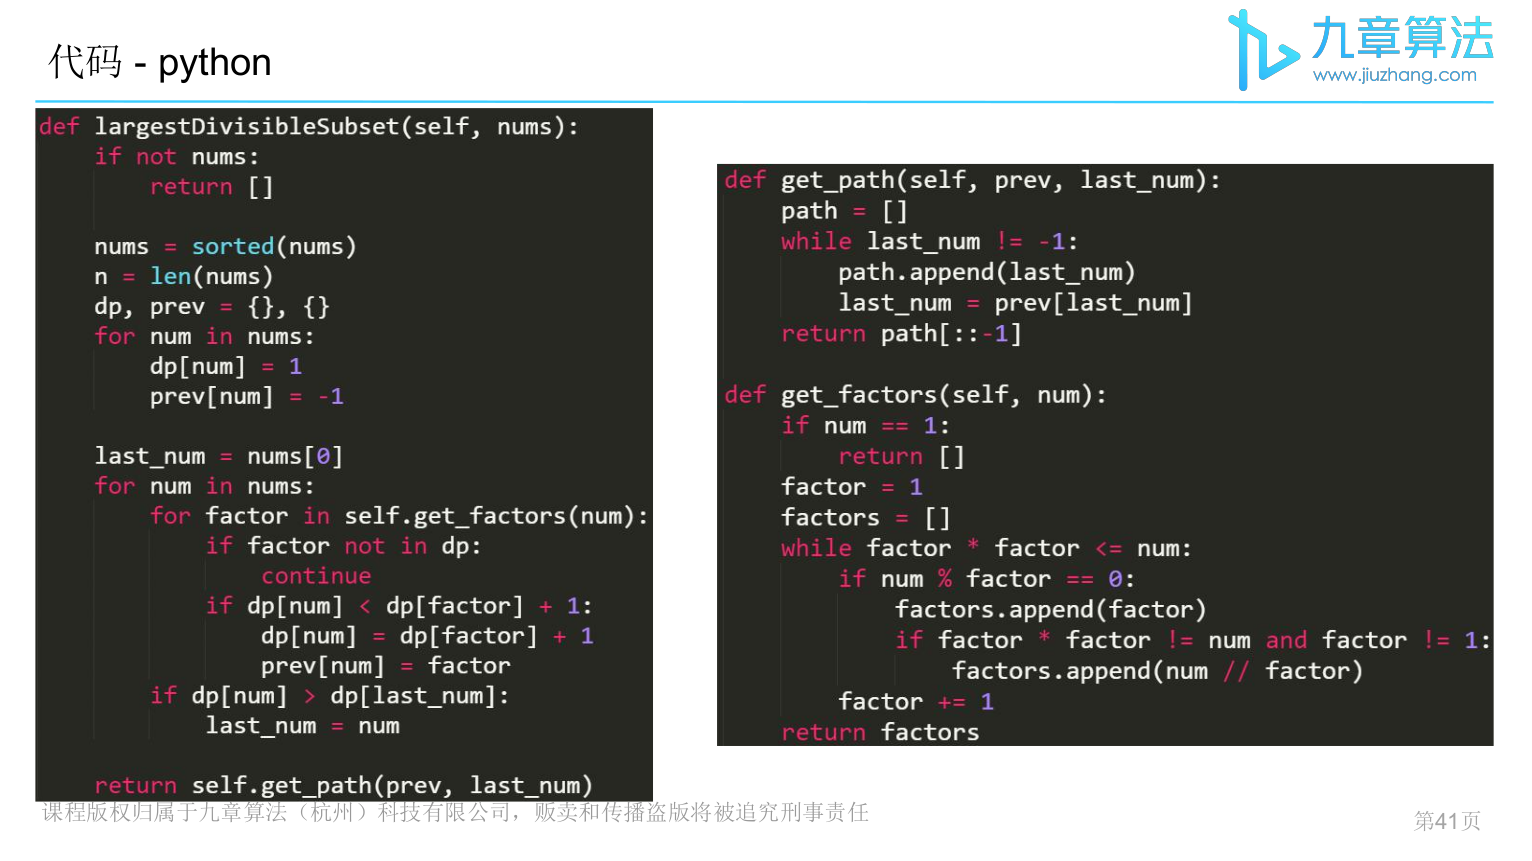 代码 - python
九章算法
www.jiuzhang.com
def largestDivisibleSubset(self, nums):
    if not nums:
        return []
    nums = sorted(nums)
    n = len(nums)
    dp, prev = {}, {}
    for num in nums:
        dp[num] = 1
        prev[num] = -1
    last_num = nums[0]
    for num in nums:
        for factor in self.get_factors(num):
            if factor not in dp:
                continue
            if dp[num] < dp[factor] + 1:
                dp[num] = dp[factor] + 1
                prev[num] = factor
        if dp[num] > dp[last_num]:
            last_num = num
    return self.get_path(prev, last_num)
def get_path(self, prev, last_num):
    path = []
    while last_num != -1:
        path.append(last_num)
        last_num = prev[last_num]
    return path[::-1]
def get_factors(self, num):
    if num == 1:
        return []
    factor = 1
    factors = []
    while factor * factor <= num:
        if num % factor == 0:
            factors.append(factor)
            if factor * factor != num and factor != 1:
                factors.append(num // factor)
        factor += 1
    return factors
课程版权归属于九章算法（杭州）科技有限公司，贩卖和传播盗版将被追究刑事责任
第41页